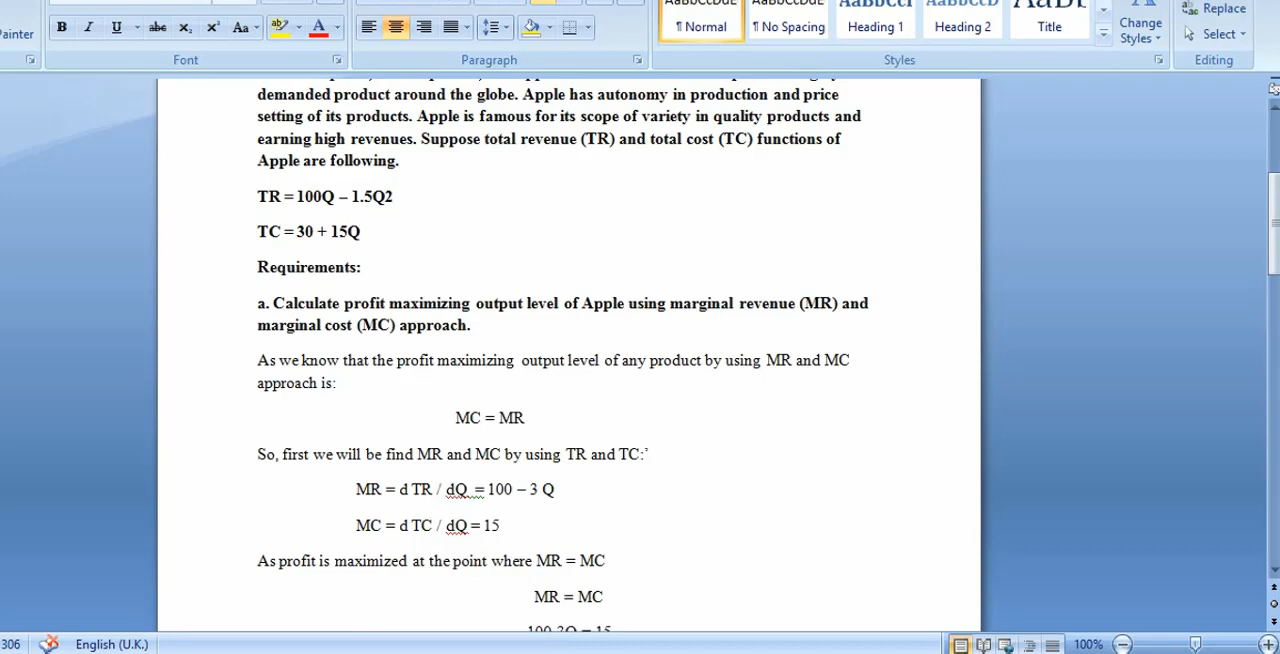 Replace
Painter
B I U abc x₂ x² Aa ab A
¶ Normal ¶ No Spacing Heading 1 Heading 2 Title
Change
Styles
Select
Font Paragraph Styles Editing
demanded product around the globe. Apple has autonomy in production and price
setting of its products. Apple is famous for its scope of variety in quality products and
earning high revenues. Suppose total revenue (TR) and total cost (TC) functions of
Apple are following.
TR = 100Q – 1.5Q2
TC = 30 + 15Q
Requirements:
a. Calculate profit maximizing output level of Apple using marginal revenue (MR) and
marginal cost (MC) approach.
As we know that the profit maximizing output level of any product by using MR and MC
approach is:
MC = MR
So, first we will be find MR and MC by using TR and TC:’
MR = d TR / dQ = 100 – 3 Q
MC = d TC / dQ = 15
As profit is maximized at the point where MR = MC
MR = MC
100-3Q = 15
306 English (U.K.) 100%